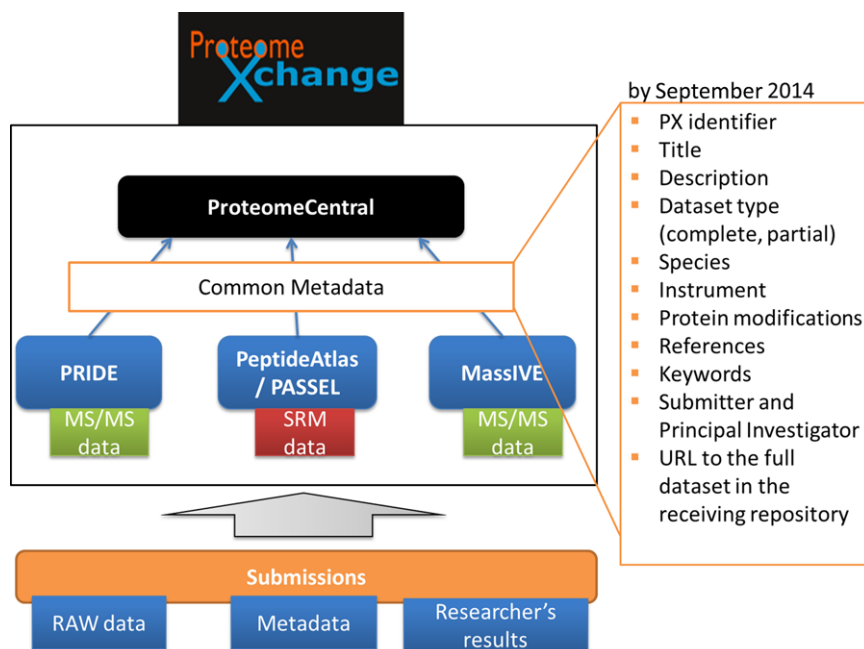 Proteome
Xchange
by September 2014
▪ PX identifier
▪ Title
▪ Description
▪ Dataset type
(complete, partial)
▪ Species
▪ Instrument
▪ Protein modifications
▪ References
▪ Keywords
▪ Submitter and
Principal Investigator
▪ URL to the full
dataset in the
receiving repository
ProteomeCentral
Common Metadata
PRIDE
MS/MS
data
PeptideAtlas
/ PASSEL
SRM
data
MassIVE
MS/MS
data
Submissions
RAW data
Metadata
Researcher's
results